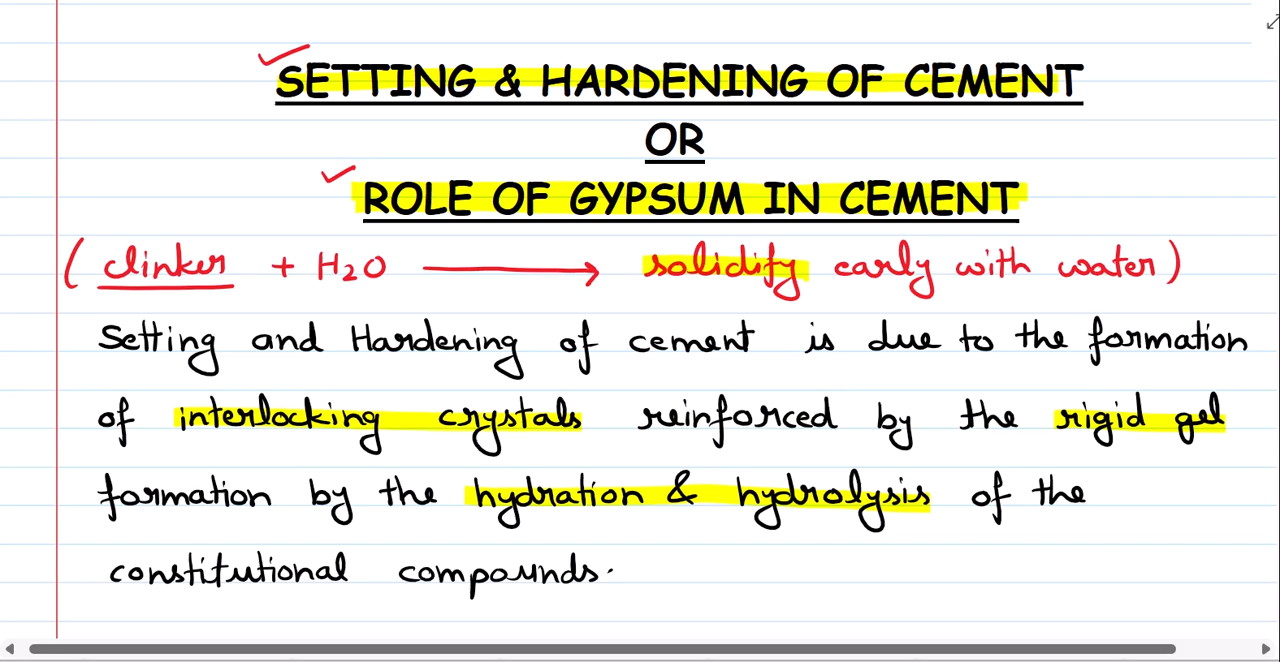 SETTING & HARDENING OF CEMENT
OR
ROLE OF GYPSUM IN CEMENT
(clinker + H2O ⟶ solidify early with water)
Setting and Hardening of cement is due to the formation
of interlocking crystals reinforced by the rigid gel
formation by the hydration & hydrolysis of the
constitutional compounds.